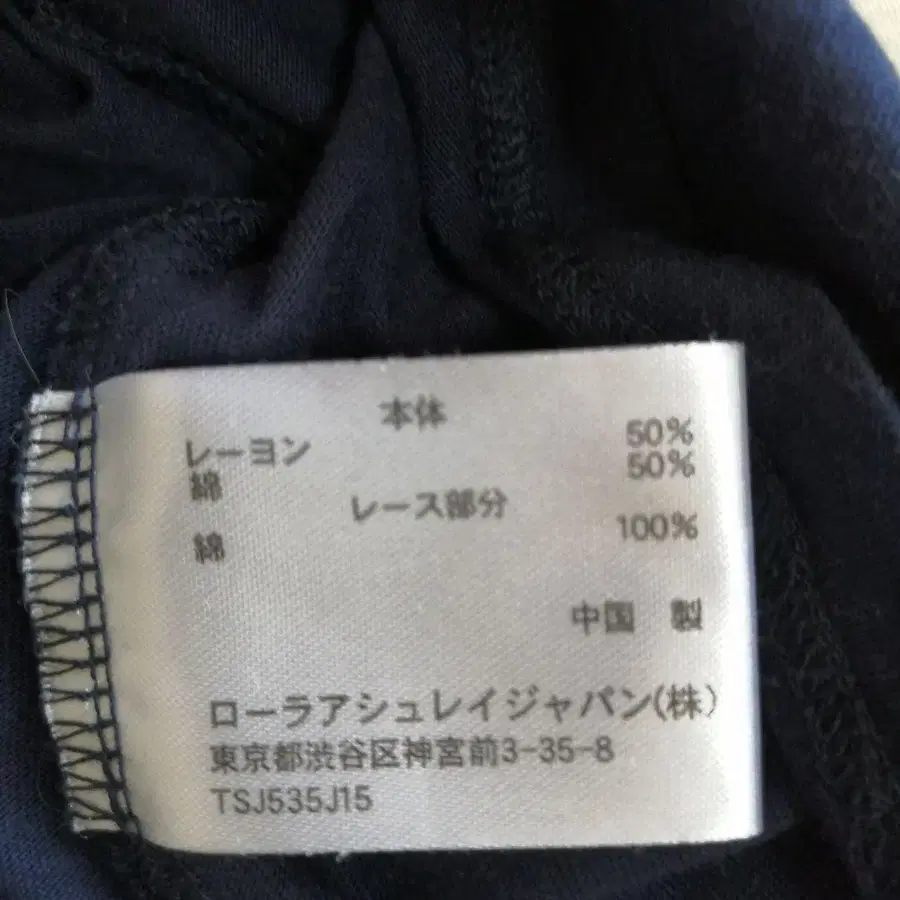 本体
レーヨン 50%
綿 50%
レース部分
綿 100%
中国 製
ローラアシュレイジャパン(株)
東京都渋谷区神宮前3-35-8
TSJ535J15